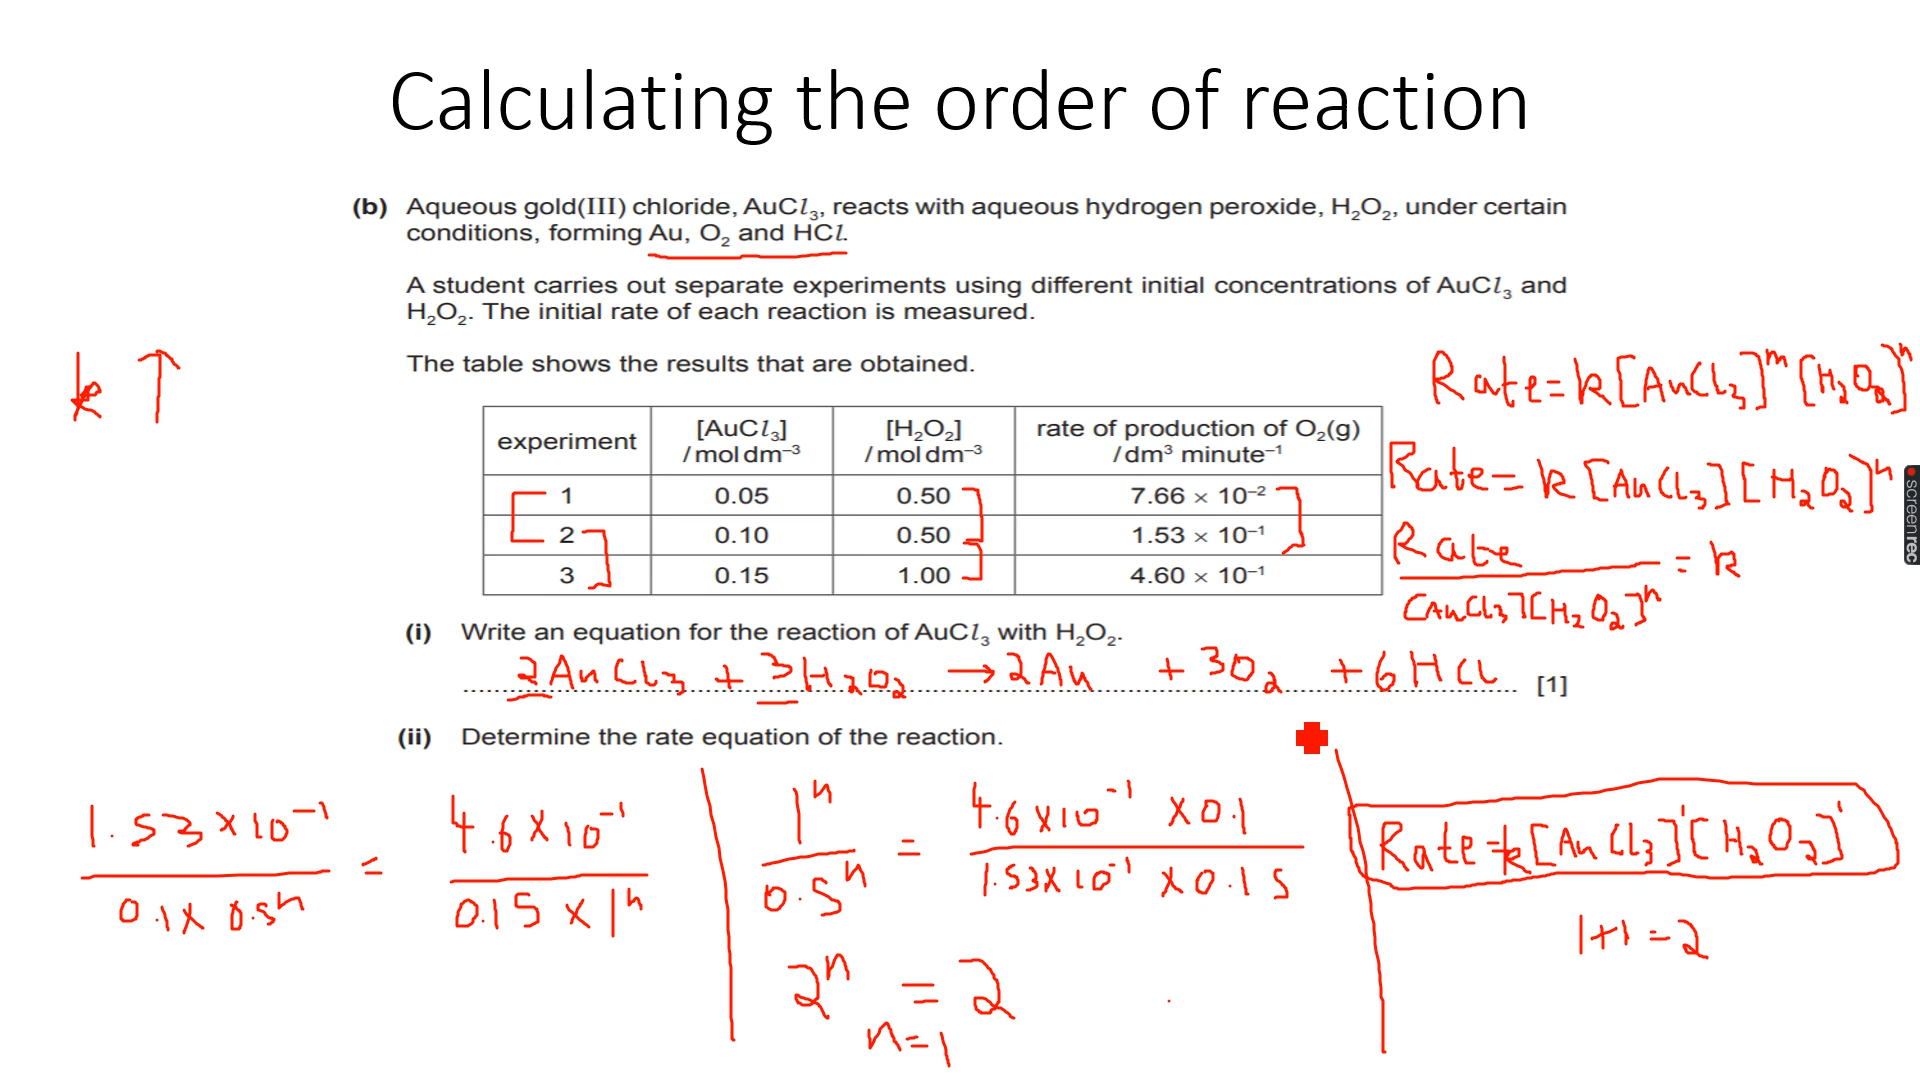 Calculating the order of reaction
(b) Aqueous gold(III) chloride, AuCl₃, reacts with aqueous hydrogen peroxide, H₂O₂, under certain
conditions, forming Au, O₂ and HCl.
A student carries out separate experiments using different initial concentrations of AuCl₃ and
H₂O₂. The initial rate of each reaction is measured.
The table shows the results that are obtained.
k ↑
experiment [AuCl₃] /mol dm⁻³ [H₂O₂] /mol dm⁻³ rate of production of O₂(g) /dm³ minute⁻¹
1 0.05 0.50 7.66 × 10⁻²
2 0.10 0.50 1.53 × 10⁻¹
3 0.15 1.00 4.60 × 10⁻¹
Rate = k[AuCl₃]ᵐ[H₂O₂]ⁿ
Rate = k[AuCl₃][H₂O₂]ⁿ
Rate
[AuCl₃][H₂O₂]ⁿ = k
screenrec
(i) Write an equation for the reaction of AuCl₃ with H₂O₂.
2AuCl₃ + 3H₂O₂ → 2Au + 3O₂ + 6HCl [1]
(ii) Determine the rate equation of the reaction.
1.53 × 10⁻¹ = 4.6 × 10⁻¹
0.1 × 0.5ⁿ 0.15 × 1ⁿ
1ⁿ = 4.6 × 10⁻¹ × 0.1
0.5ⁿ 1.53 × 10⁻¹ × 0.15
2ⁿ = 2
n = 1
Rate = k[AuCl₃]¹[H₂O₂]¹
1+1=2